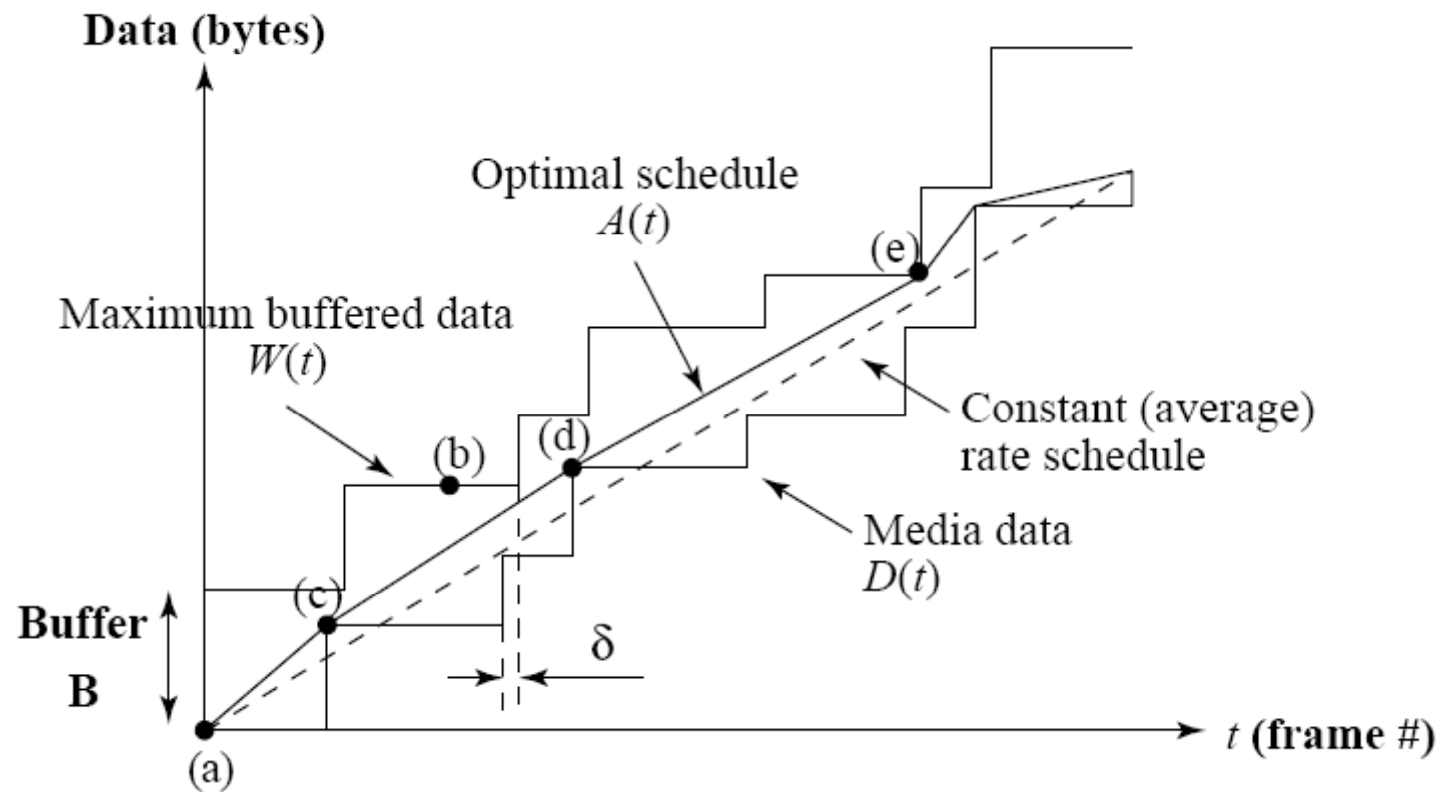 Data (bytes)
Optimal schedule
A(t)
Maximum buffered data
W(t)
(e)
(b)
(d)
Constant (average)
rate schedule
Media data
D(t)
(c)
Buffer
B
δ
t (frame #)
(a)